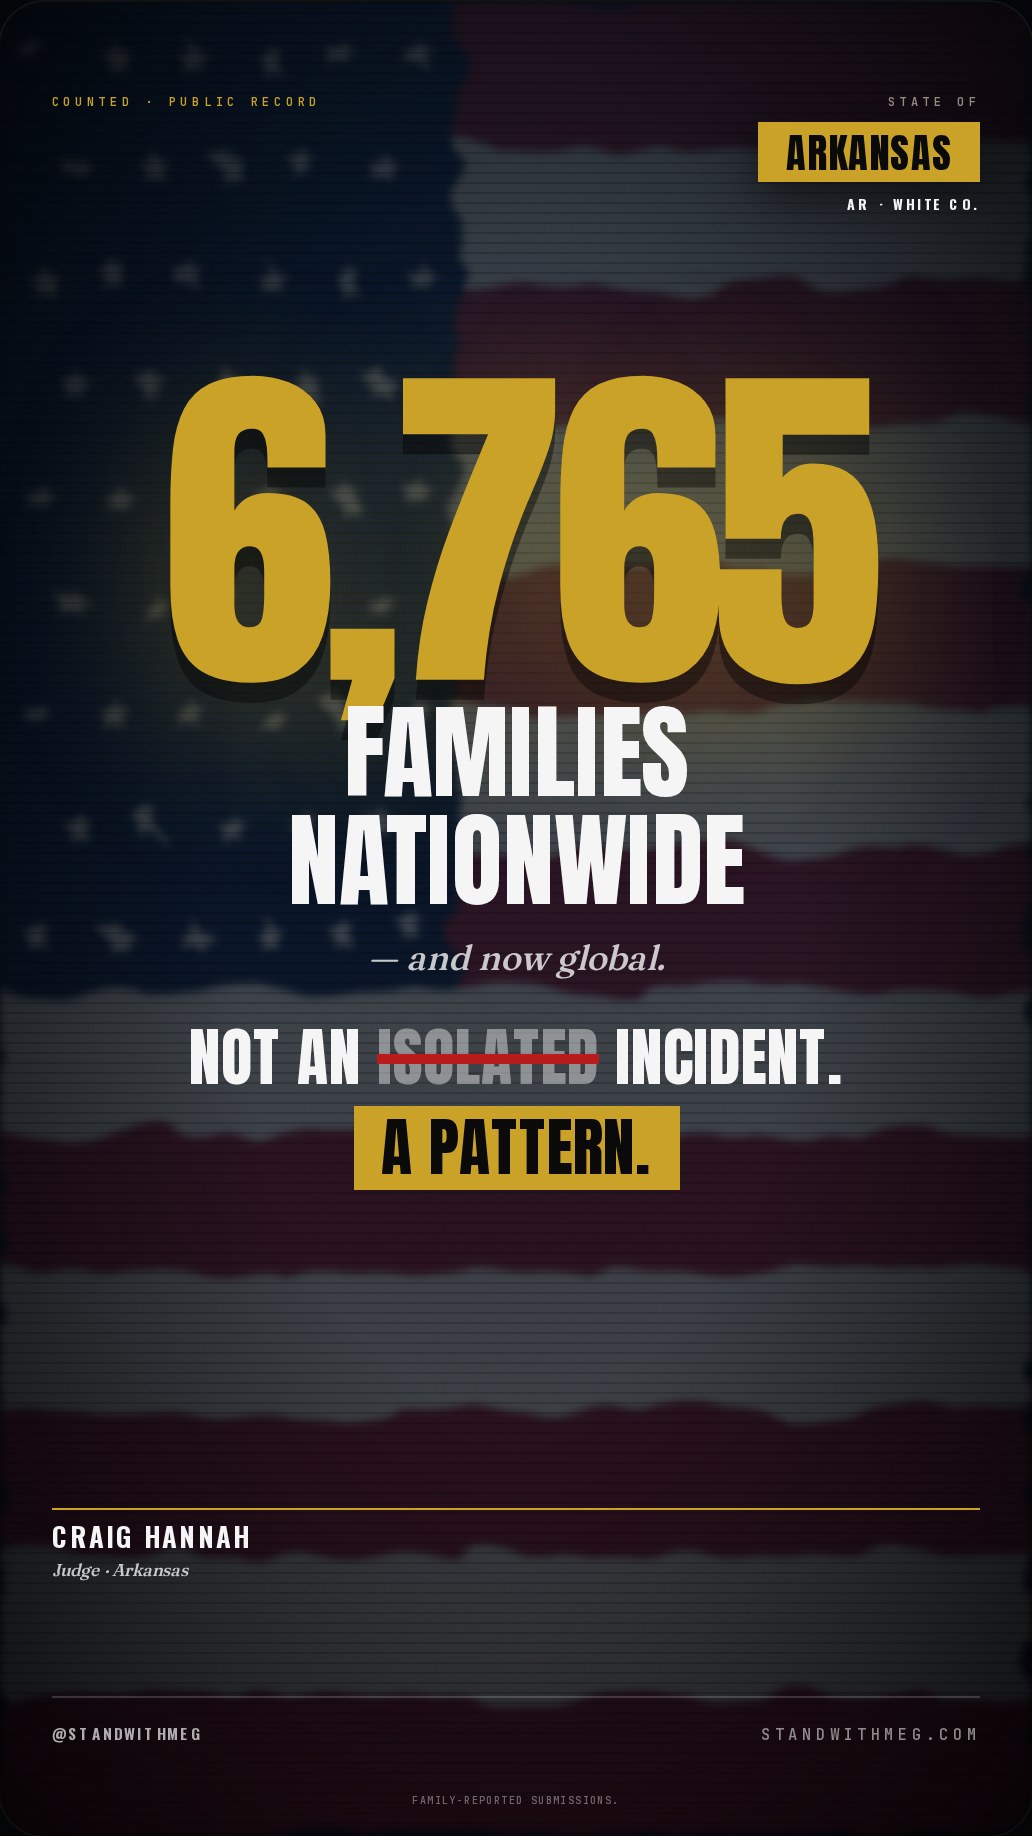 COUNTED · PUBLIC RECORD
STATE OF
ARKANSAS
AR · WHITE CO.
6,765
FAMILIES
NATIONWIDE
— and now global.
NOT AN ISOLATED INCIDENT.
A PATTERN.
CRAIG HANNAH
Judge · Arkansas
@STANDWITHMEG
STANDWITHMEG.COM
FAMILY-REPORTED SUBMISSIONS.